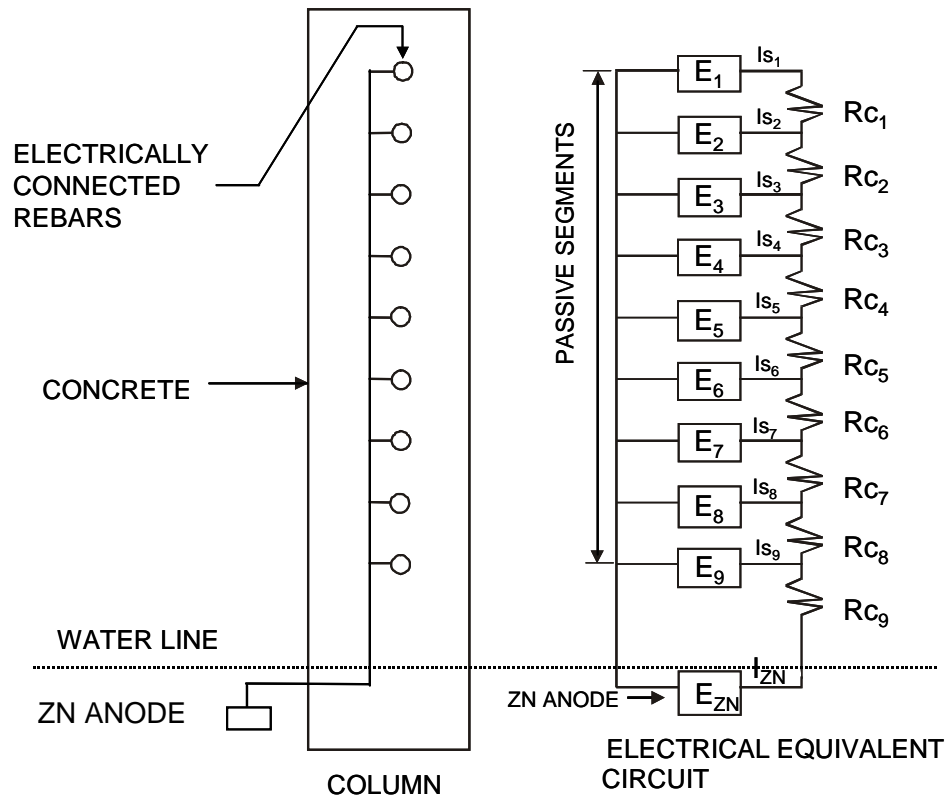 ELECTRICALLY
CONNECTED
REBARS
CONCRETE
WATER LINE
ZN ANODE
COLUMN
PASSIVE SEGMENTS
E1
Is1
Rc1
E2
Is2
Rc2
E3
Is3
Rc3
E4
Is4
Rc4
E5
Is5
Rc5
E6
Is6
Rc6
E7
Is7
Rc7
E8
Is8
Rc8
E9
Is9
Rc9
IZN
ZN ANODE
EZN
ELECTRICAL EQUIVALENT
CIRCUIT